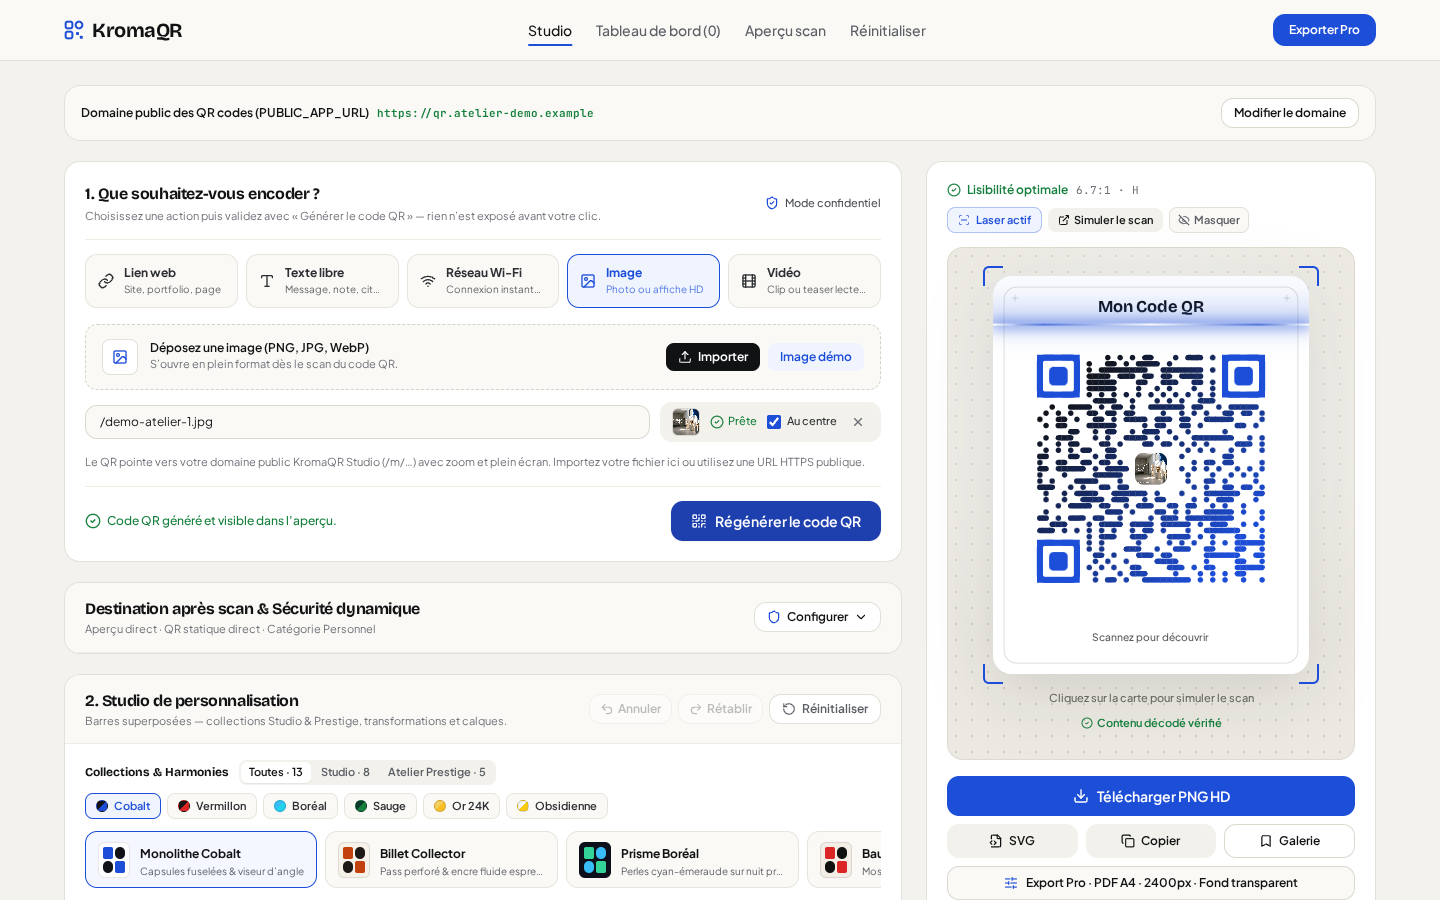 KromaQR
Studio
Tableau de bord (0)
Aperçu scan
Réinitialiser
Exporter Pro
Domaine public des QR codes (PUBLIC_APP_URL) https://qr.atelier-demo.example
Modifier le domaine
1. Que souhaitez-vous encoder ?
Choisissez une action puis validez avec « Générer le code QR » — rien n'est exposé avant votre clic.
Mode confidentiel
Lien web
Site, portfolio, page
Texte libre
Message, note, cit...
Réseau Wi-Fi
Connexion instant...
Image
Photo ou affiche HD
Vidéo
Clip ou teaser lecte...
Déposez une image (PNG, JPG, WebP)
S'ouvre en plein format dès le scan du code QR.
Importer
Image démo
/demo-atelier-1.jpg
Prête
Au centre
Le QR pointe vers votre domaine public KromaQR Studio (/m/...) avec zoom et plein écran. Importez votre fichier ici ou utilisez une URL HTTPS publique.
Code QR généré et visible dans l'aperçu.
Régénérer le code QR
Destination après scan & Sécurité dynamique
Aperçu direct · QR statique direct · Catégorie Personnel
Configurer
2. Studio de personnalisation
Barres superposées — collections Studio & Prestige, transformations et calques.
Annuler
Rétablir
Réinitialiser
Collections & Harmonies
Toutes · 13
Studio · 8
Atelier Prestige · 5
Cobalt
Vermillon
Boréal
Sauge
Or 24K
Obsidienne
Monolithe Cobalt
Capsules fuselées & viseur d'angle
Billet Collector
Pass perforé & encre fluide espre...
Prisme Boréal
Perles cyan-émeraude sur nuit pr...
Bau
Mos
Lisibilité optimale 6.7:1 · H
Laser actif
Simuler le scan
Masquer
Mon Code QR
Scannez pour découvrir
Cliquez sur la carte pour simuler le scan
Contenu décodé vérifié
Télécharger PNG HD
SVG
Copier
Galerie
Export Pro · PDF A4 · 2400px · Fond transparent